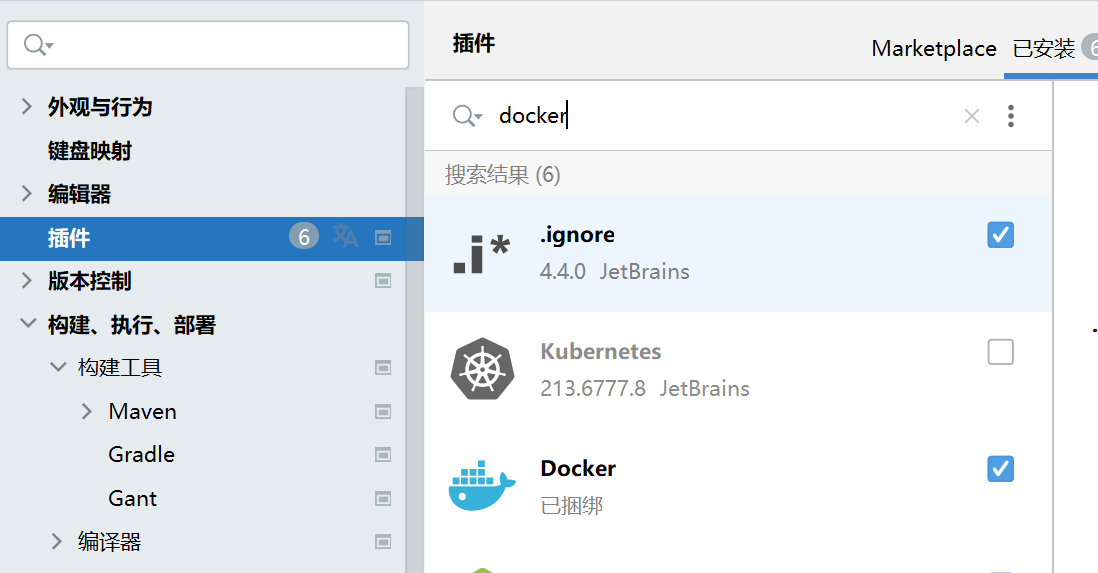 外观与行为
键盘映射
编辑器
插件 6
版本控制
构建、执行、部署
构建工具
Maven
Gradle
Gant
编译器
插件 Marketplace 已安装 6
docker
搜索结果 (6)
.i*
.ignore
4.4.0 JetBrains
Kubernetes
213.6777.8 JetBrains
Docker
已捆绑